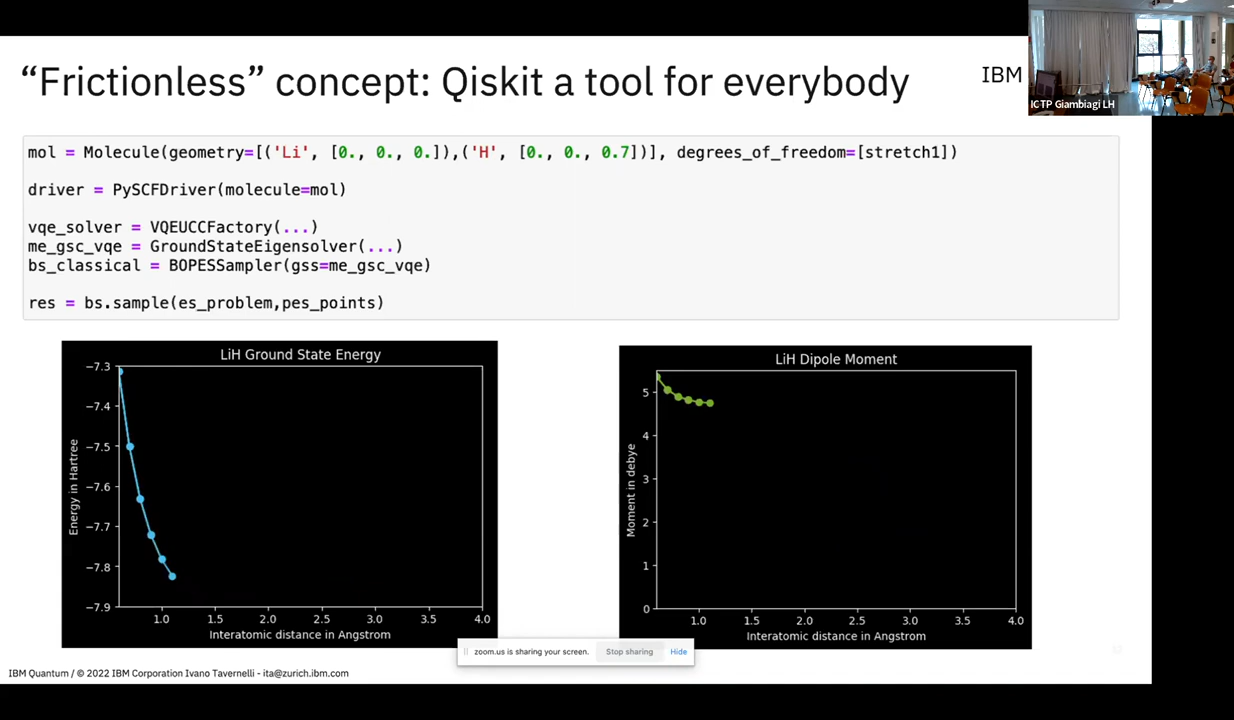 “Frictionless” concept: Qiskit a tool for everybody
IBM
ICTP Giambiagi LH
mol = Molecule(geometry=[('Li', [0., 0., 0.]),('H', [0., 0., 0.7])], degrees_of_freedom=[stretch1])
driver = PySCFDriver(molecule=mol)
vqe_solver = VQEUCCFactory(...)
me_gsc_vqe = GroundStateEigensolver(...)
bs_classical = BOPESSampler(gss=me_gsc_vqe)
res = bs.sample(es_problem,pes_points)
LiH Ground State Energy
−7.3
−7.4
−7.5
−7.6
−7.7
−7.8
−7.9
Energy in Hartree
1.0 1.5 2.0 2.5 3.0 3.5 4.0
Interatomic distance in Angstrom
LiH Dipole Moment
5
4
3
2
1
0
Moment in debye
1.0 1.5 2.0 2.5 3.0 3.5 4.0
Interatomic distance in Angstrom
zoom.us is sharing your screen. Stop sharing Hide
IBM Quantum / © 2022 IBM Corporation Ivano Tavernelli - ita@zurich.ibm.com